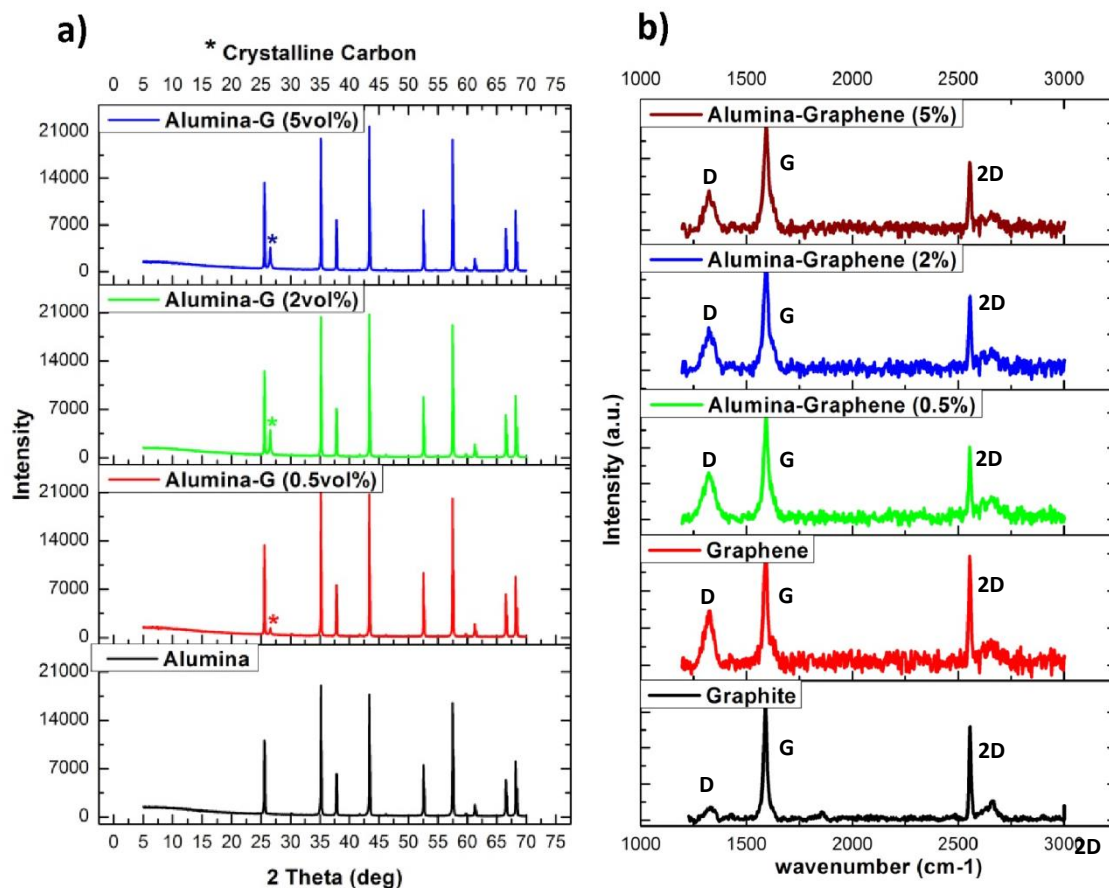 a)
* Crystalline Carbon
0 5 10 15 20 25 30 35 40 45 50 55 60 65 70 75
Alumina-G (5vol%)
21000
14000
7000
0
*
Alumina-G (2vol%)
21000
14000
7000
0
*
Alumina-G (0.5vol%)
21000
14000
7000
0
*
Alumina
21000
14000
7000
0
Intensity
0 5 10 15 20 25 30 35 40 45 50 55 60 65 70 75
2 Theta (deg)
b)
1000 1500 2000 2500 3000
Alumina-Graphene (5%)
D G 2D
Alumina-Graphene (2%)
D G 2D
Alumina-Graphene (0.5%)
D G 2D
Graphene
D G 2D
Graphite
D G 2D
Intensity (a.u.)
1000 1500 2000 2500 3000
2D
wavenumber (cm-1)